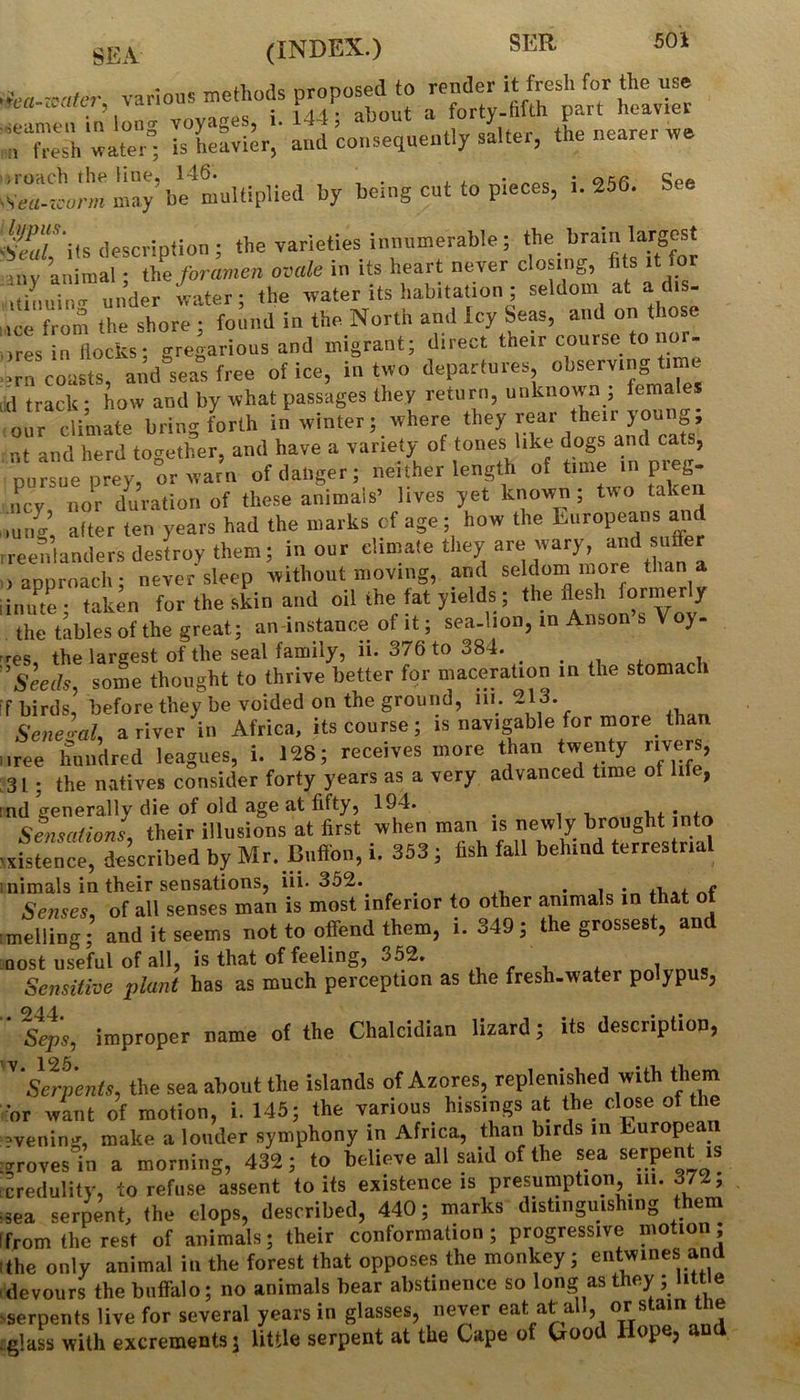 SEA (INDEX.) SER 501
-water, various methods proposed to render it fresh for the use
seamen in long voyages, i. 144; about a forty-fifth part heavier
n fresh water; is heavier, and consequently salter, the nearer we
roach the line, 146.
Sea-worm may be multiplied by being cut to pieces, i. 256. See
lypus.
Seal, its description; the varieties innumerable; the brain largest
any animal; the foramen ovale in its heart never closing, fits it for
ntinuing under water; the water its habitation; seldom at a dis-
nce from the shore; found in the North and Icy Seas, and on those
ores in flocks; gregarious and migrant; direct their course to nor-
ern coasts, and seas free of ice, in two departures, observing time
d track; how and by what passages they return, unknown; females
our climate bring forth in winter; where they rear their young;
nt and herd together, and have a variety of tones like dogs and cats,
pursue prey, or warn of danger; neither length of time in preg-
ncy, nor duration of these animals' lives yet known; two taken
ung, after ten years had the marks of age; how the Europeans and
reenlanders destroy them; in our climate they are wary, and suffer
o approach; never sleep without moving, and seldom more than a
inute; taken for the skin and oil the fat yields; the flesh formerly
the tables of the great; an instance of it; sea-lion, in Anson's Voy-
ges, the largest of the seal family, ii. 376 to 384.
Seeds, some thought to thrive better for maceration in the stomach
f birds, before they be voided on the ground, iii. 213.
Senegal, a river in Africa, its course; is navigable for more than
hree hundred leagues, i. 128; receives more than twenty rivers,
31; the natives consider forty years as a very advanced time of life,
nd generally die of old age at fifty, 194.
Sensations, their illusions at first when man is newly brought into
xistence, described by Mr. Buffon, i. 353; fish fall behind terrestrial
nimals in their sensations, iii. 352.
Senses, of all senses man is most inferior to other animals in that of
melling; and it seems not to offend them, i. 349; the grossest, and
most useful of all, is that of feeling, 352.
Sensitive plant has as much perception as the fresh-water polypus,
244.
Seps, improper name of the Chalcidian lizard; its description,
v. 125.
Serpents, the sea about the islands of Azores, replenished with them
for want of motion, i. 145; the various hissings at the close of the
evening, make a louder symphony in Africa, than birds in European
groves in a morning, 432; to believe all said of the sea serpent is
credulity, to refuse assent to its existence is presumption, iii. 372;
sea serpent, the elops, described, 440; marks distinguishing them
from the rest of animals; their conformation; progressive motion;
the only animal in the forest that opposes the monkey; entwines and
devours the buffalo; no animals bear abstinence so long as they; little
serpents live for several years in glasses, never eat at all, or stain the
glass with excrements; little serpent at the Cape of Good Hope, and